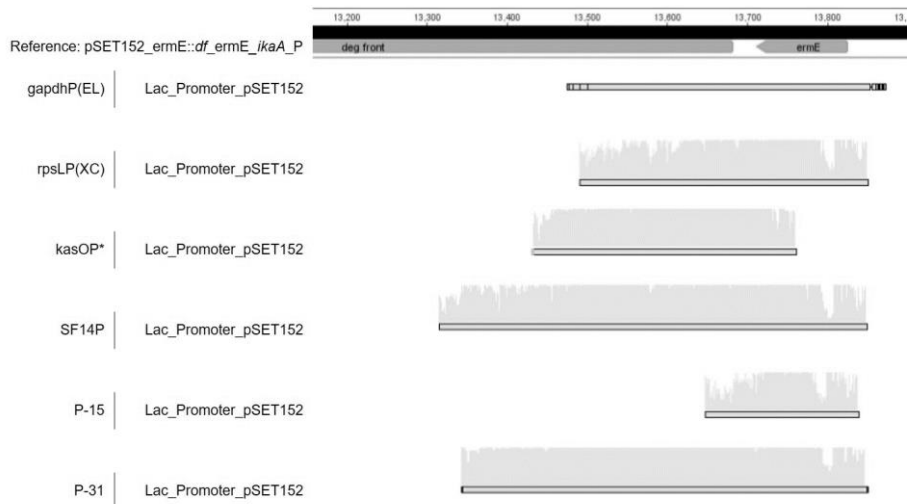 13,200 13,300 13,400 13,500 13,600 13,700 13,800
Reference: pSET152_ermE::df_ermE_ikaA_P deg front ermE
gapdhP(EL) Lac_Promoter_pSET152
rpsLP(XC) Lac_Promoter_pSET152
kasOP* Lac_Promoter_pSET152
SF14P Lac_Promoter_pSET152
P-15 Lac_Promoter_pSET152
P-31 Lac_Promoter_pSET152